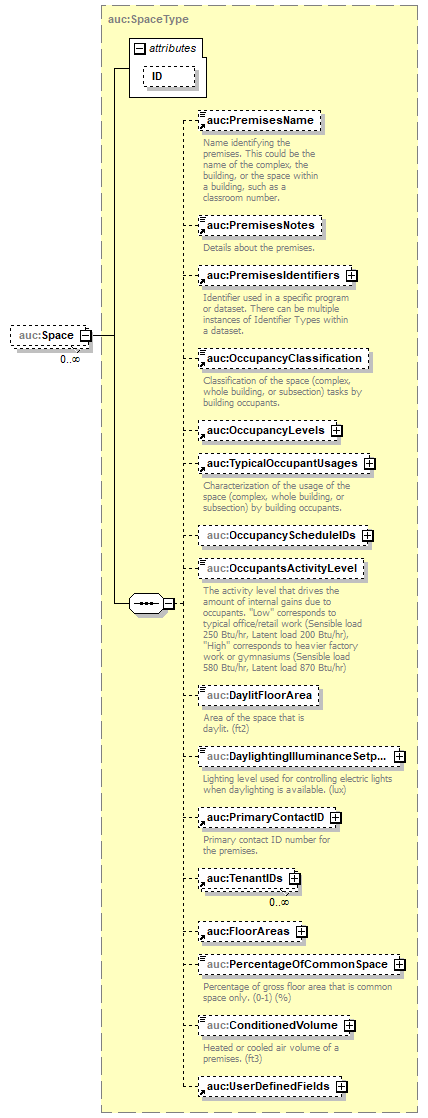 auc:SpaceType
attributes
ID
auc:PremisesName
Name identifying the
premises. This could be the
name of the complex, the
building, or the space within
a building, such as a
classroom number.
auc:PremisesNotes
Details about the premises.
auc:PremisesIdentifiers
Identifier used in a specific program
or dataset. There can be multiple
instances of Identifier Types within
a dataset.
auc:Space
0..∞
auc:OccupancyClassification
Classification of the space (complex,
whole building, or subsection) tasks by
building occupants.
auc:OccupancyLevels
auc:TypicalOccupantUsages
Characterization of the usage of the
space (complex, whole building, or
subsection) by building occupants.
auc:OccupancyScheduleIDs
auc:OccupantsActivityLevel
The activity level that drives the
amount of internal gains due to
occupants. "Low" corresponds to
typical office/retail work (Sensible load
250 Btu/hr, Latent load 200 Btu/hr),
"High" corresponds to heavier factory
work or gymnasiums (Sensible load
580 Btu/hr, Latent load 870 Btu/hr)
auc:DaylitFloorArea
Area of the space that is
daylit. (ft2)
auc:DaylightingIlluminanceSetp...
Lighting level used for controlling electric lights
when daylighting is available. (lux)
auc:PrimaryContactID
Primary contact ID number for
the premises.
auc:TenantIDs
0..∞
auc:FloorAreas
auc:PercentageOfCommonSpace
Percentage of gross floor area that is common
space only. (0-1) (%)
auc:ConditionedVolume
Heated or cooled air volume of a
premises. (ft3)
auc:UserDefinedFields